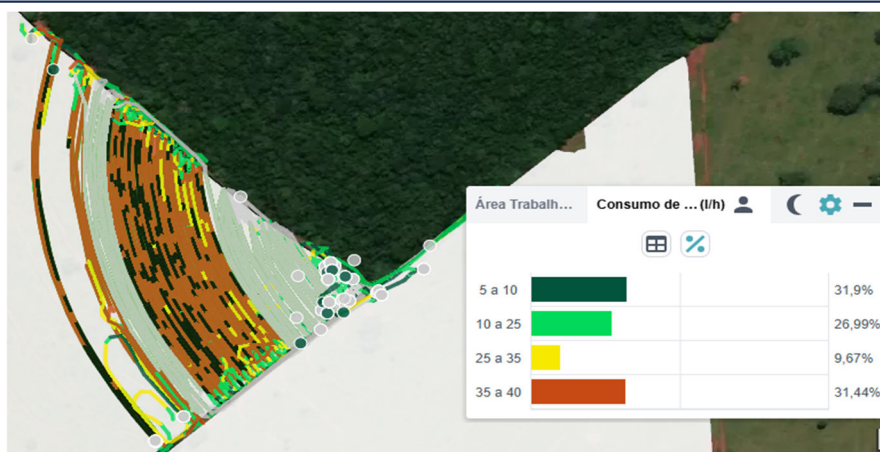 Área Trabalh... Consumo de ... (l/h)
5 a 10 31,9%
10 a 25 26,99%
25 a 35 9,67%
35 a 40 31,44%